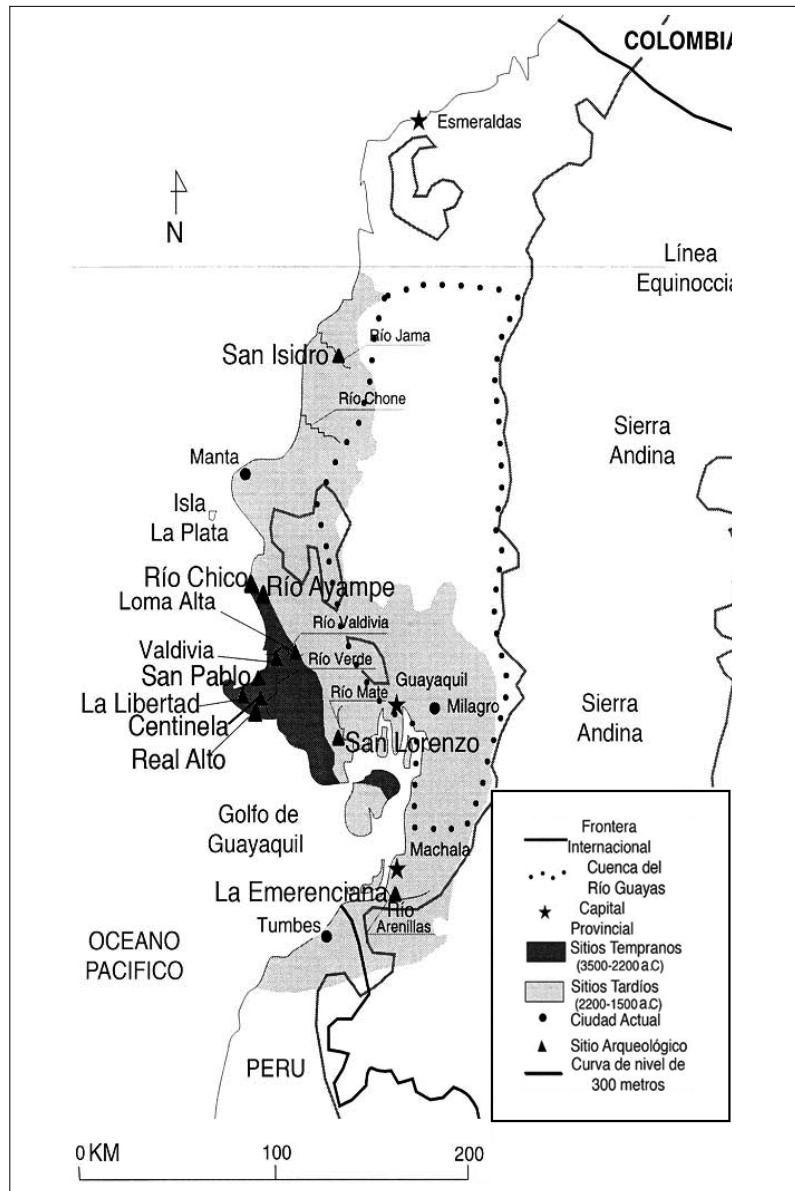 COLOMBIA
Esmeraldas
N
Línea
Equinoccia
Río Jama
San Isidro
Río Chone
Sierra
Andina
Manta
Isla
La Plata
Río Chico
Río Ayampe
Loma Alta
Río Valdivia
Valdivia
Río Verde
San Pablo
Guayaquil
La Libertad
Río Mate
Milagro
Sierra
Andina
Centinela
San Lorenzo
Real Alto
Golfo de
Guayaquil
Machala
La Emerenciana
Río
Arenillas
Tumbes
OCEANO
PACIFICO
PERU
Frontera
Internacional
Cuenca del
Río Guayas
Capital
Provincial
Sitios Tempranos
(3500-2200 a.C)
Sitios Tardíos
(2200-1500 a.C)
Ciudad Actual
Sitio Arqueológico
Curva de nivel de
300 metros
0 KM
100
200